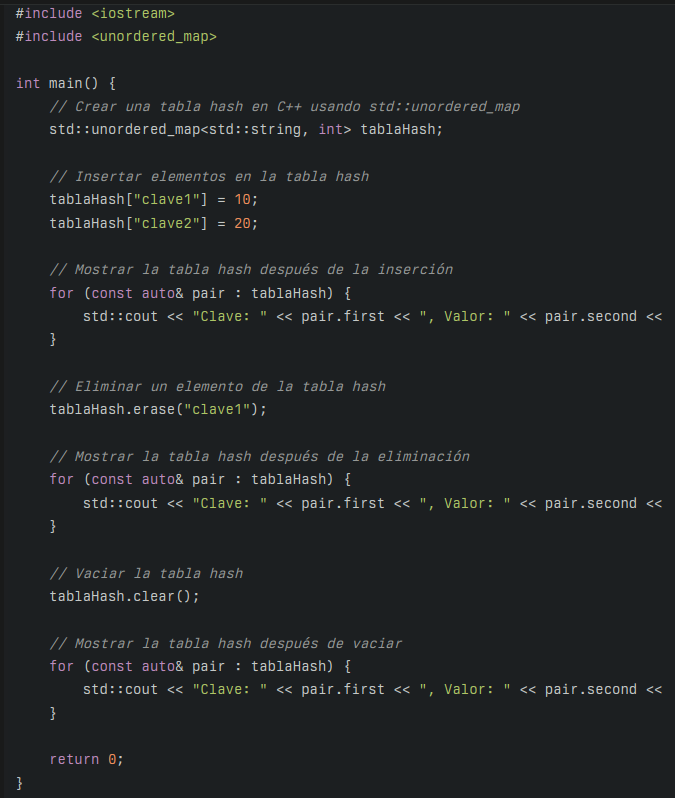 #include <iostream>
#include <unordered_map>

int main() {
    // Crear una tabla hash en C++ usando std::unordered_map
    std::unordered_map<std::string, int> tablaHash;

    // Insertar elementos en la tabla hash
    tablaHash["clave1"] = 10;
    tablaHash["clave2"] = 20;

    // Mostrar la tabla hash después de la inserción
    for (const auto& pair : tablaHash) {
        std::cout << "Clave: " << pair.first << ", Valor: " << pair.second <<
    }

    // Eliminar un elemento de la tabla hash
    tablaHash.erase("clave1");

    // Mostrar la tabla hash después de la eliminación
    for (const auto& pair : tablaHash) {
        std::cout << "Clave: " << pair.first << ", Valor: " << pair.second <<
    }

    // Vaciar la tabla hash
    tablaHash.clear();

    // Mostrar la tabla hash después de vaciar
    for (const auto& pair : tablaHash) {
        std::cout << "Clave: " << pair.first << ", Valor: " << pair.second <<
    }

    return 0;
}